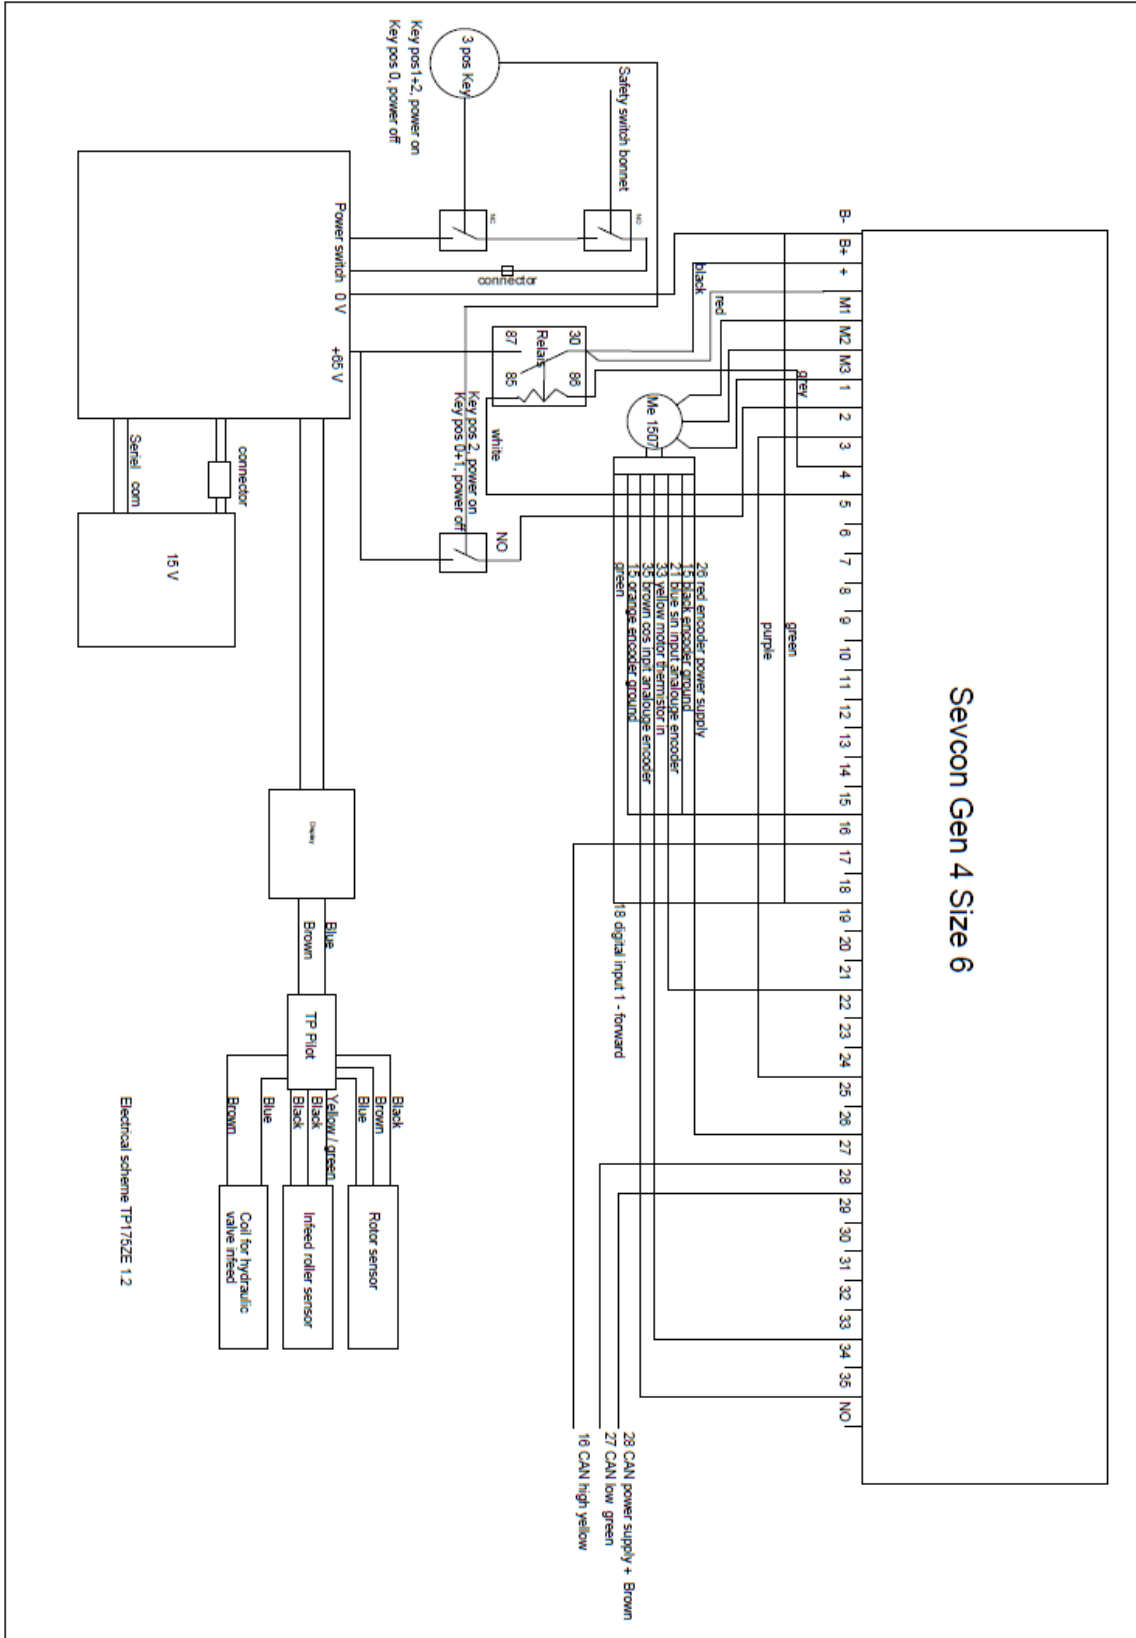 Sevcon Gen 4 Size 6
B-
B+
+
M1
M2
M3
1
2
3
4
5
6
7
8
9
10
11
12
13
14
15
16
17
18
19
20
21
22
23
24
25
26
27
28
29
30
31
32
33
34
35
NO
green
purple
black
red
grey
white
Safety switch bonnet
NO
3 pos Key
Key pos1+2, power on
Key pos 0, power off
NO
connector
Power switch
0 V
+65 V
30
87
Relais
86
85
Me 1507
Key pos 2, power on
Key pos 0+1, power off
NO
26 red encoder power supply
15 black encoder ground
21 blue sin input analouge encoder
33 yellow motor thermistor in
35 brown cos inpit analouge encoder
15 orange encoder ground
green
18 digital input 1 - forward
28 CAN power supply + Brown
27 CAN low green
16 CAN high yellow
connector
Seriel com
15 V
Display
Blue
Brown
TP Pilot
Black
Brown
Blue
Yellow / green
Black
Black
Blue
Brown
Rotor sensor
Infeed roller sensor
Coil for hydraulic
valve infeed
Electrical scheme TP175ZE 1.2